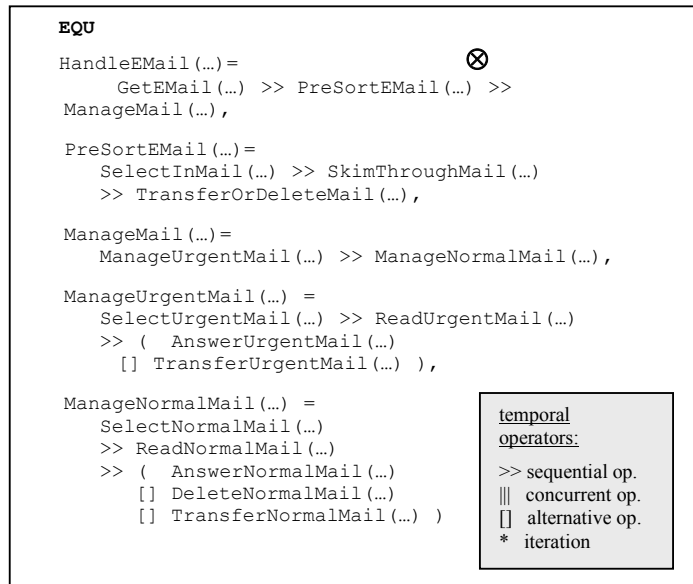 EQU
HandleEMail(…)= ⊗
GetEMail(…) >> PreSortEMail(…) >>
ManageMail(…),
PreSortEMail(…)=
SelectInMail(…) >> SkimThroughMail(…)
>> TransferOrDeleteMail(…),
ManageMail(…)=
ManageUrgentMail(…) >> ManageNormalMail(…),
ManageUrgentMail(…) =
SelectUrgentMail(…) >> ReadUrgentMail(…)
>> ( AnswerUrgentMail(…)
[] TransferUrgentMail(…) ),
ManageNormalMail(…) =
SelectNormalMail(…)
>> ReadNormalMail(…)
>> ( AnswerNormalMail(…)
[] DeleteNormalMail(…)
[] TransferNormalMail(…) )
temporal
operators:
>> sequential op.
||| concurrent op.
[] alternative op.
* iteration